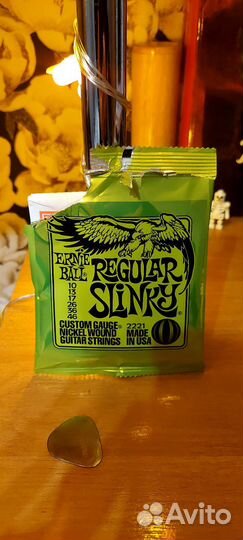 ERNIE
BALL
REGULAR
SLINKY
10
13
17
26
36
46
CUSTOM GAUGE®
NICKEL WOUND
GUITAR STRINGS
2221
MADE
IN USA
Avito